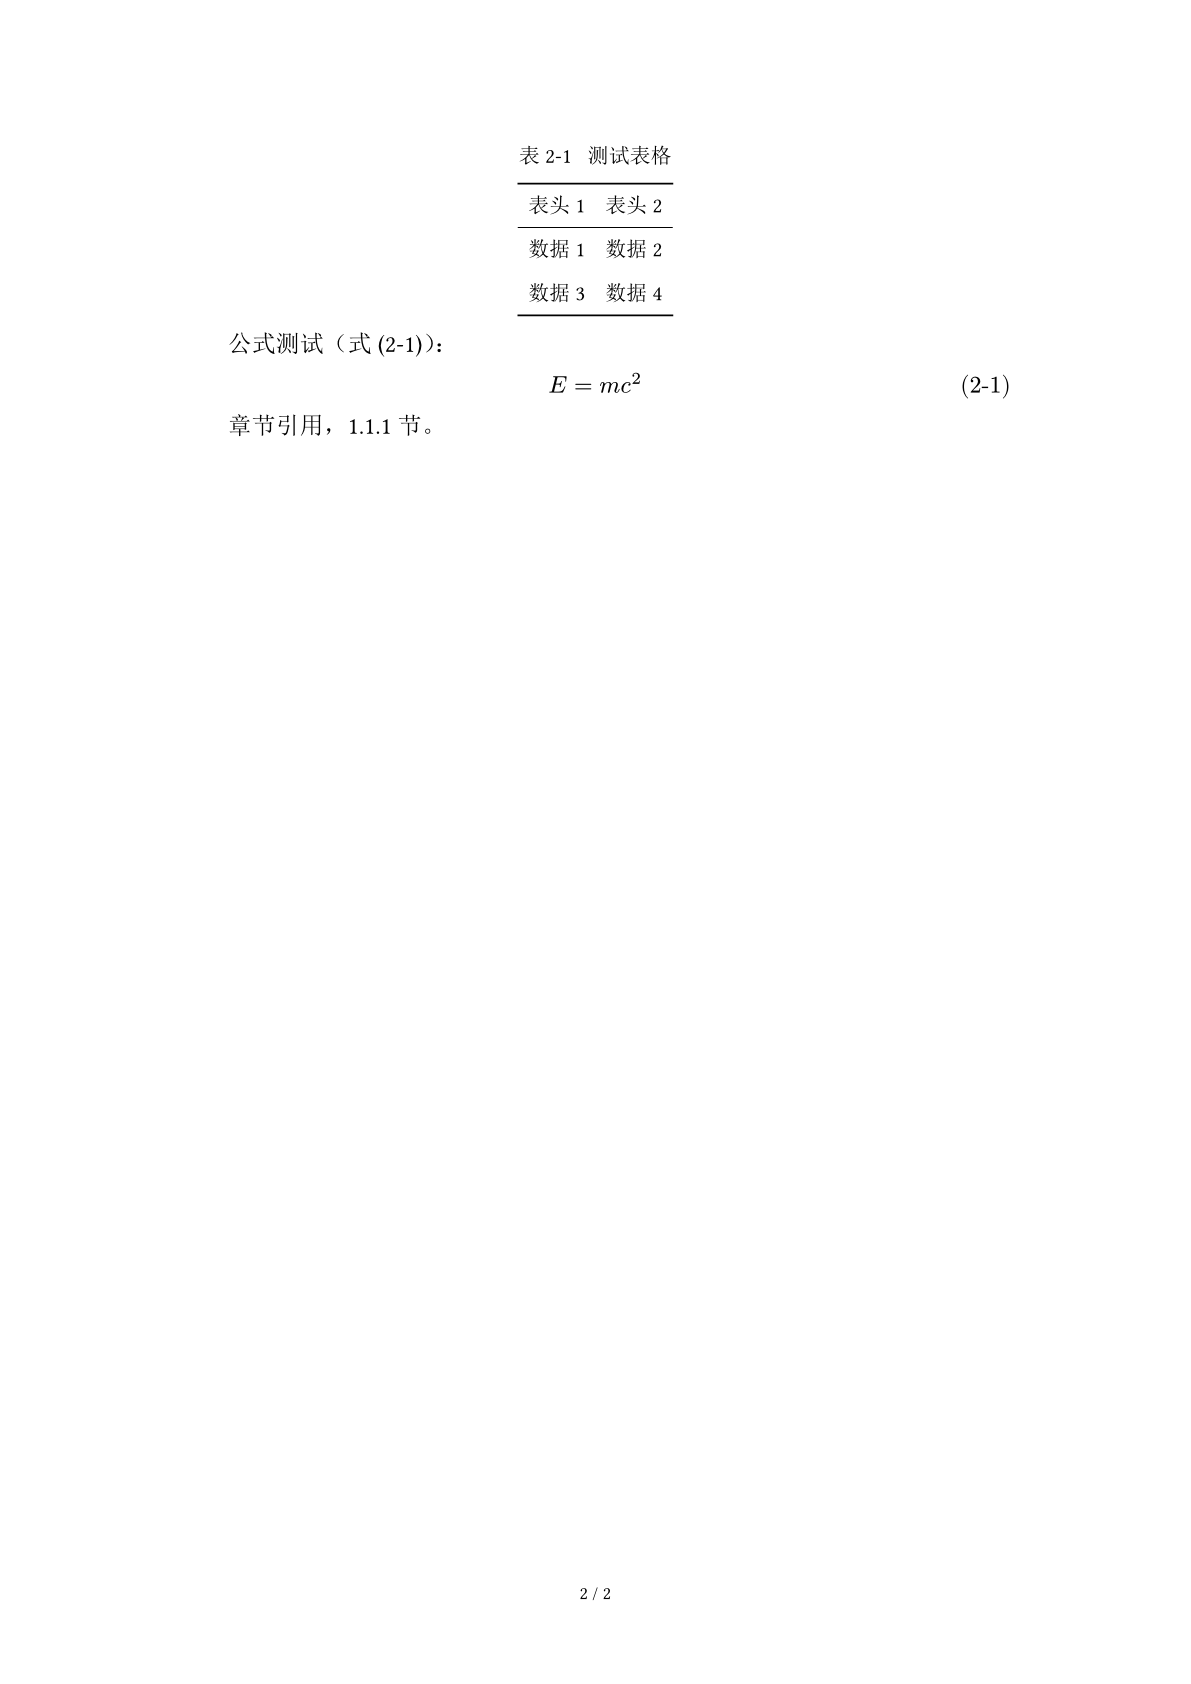 表 2-1 测试表格
表头 1 表头 2
数据 1 数据 2
数据 3 数据 4
公式测试（式 (2-1)）：
E = mc² (2-1)
章节引用，1.1.1 节。
2 / 2